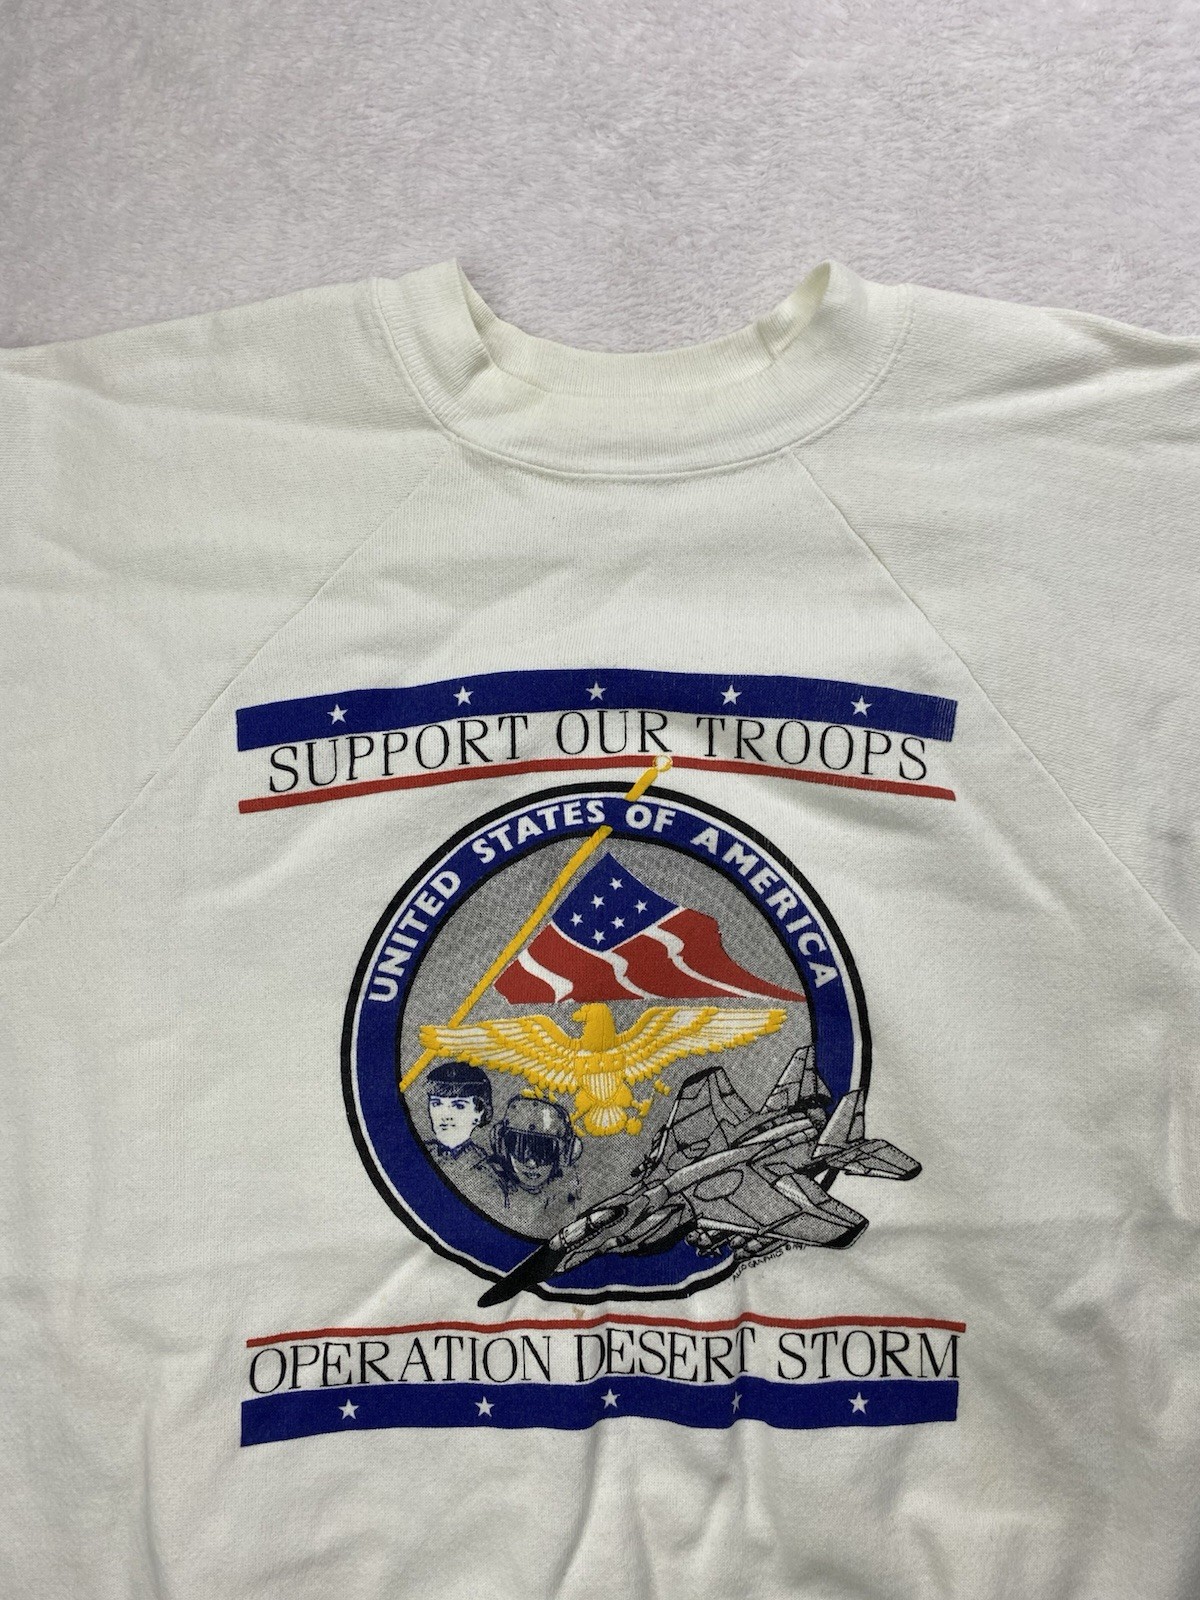 SUPPORT OUR TROOPS
UNITED STATES OF AMERICA
OPERATION DESERT STORM